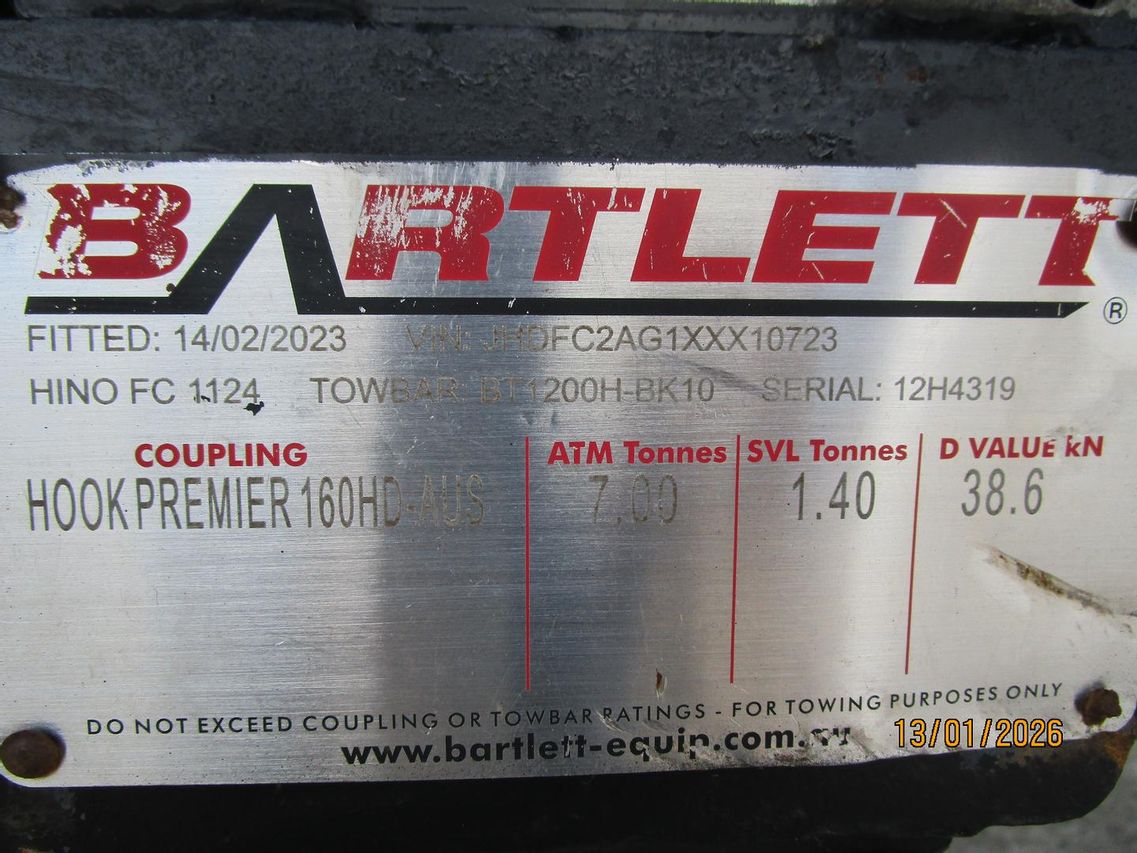 BARTLETT ®
FITTED: 14/02/2023 VIN: JHDFC2AG1XXX10723
HINO FC 1124 TOWBAR: BT1200H-BK10 SERIAL: 12H4319
COUPLING ATM Tonnes SVL Tonnes D VALUE kN
HOOK PREMIER 160HD-AUS 7.00 1.40 38.6
DO NOT EXCEED COUPLING OR TOWBAR RATINGS - FOR TOWING PURPOSES ONLY
www.bartlett-equip.com.au
13/01/2026